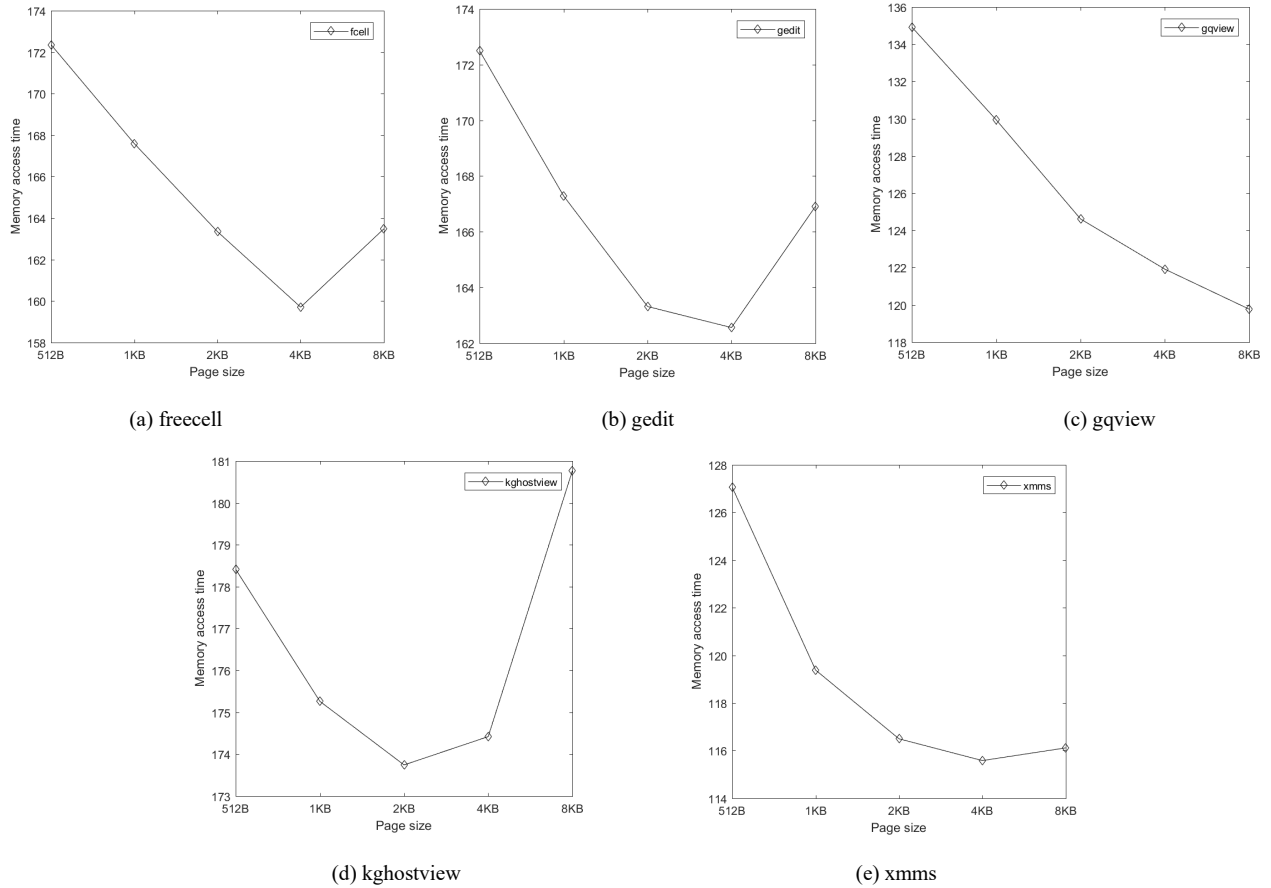 174
172
170
168
166
164
162
160
158
Memory access time
fcell
512B 1KB 2KB 4KB 8KB
Page size
(a) freecell
174
172
170
168
166
164
162
Memory access time
gedit
512B 1KB 2KB 4KB 8KB
Page size
(b) gedit
136
134
132
130
128
126
124
122
120
118
Memory access time
gqview
512B 1KB 2KB 4KB 8KB
Page size
(c) gqview
181
180
179
178
177
176
175
174
173
Memory access time
kghostview
512B 1KB 2KB 4KB 8KB
Page size
(d) kghostview
128
126
124
122
120
118
116
114
Memory access time
xmms
512B 1KB 2KB 4KB 8KB
Page size
(e) xmms